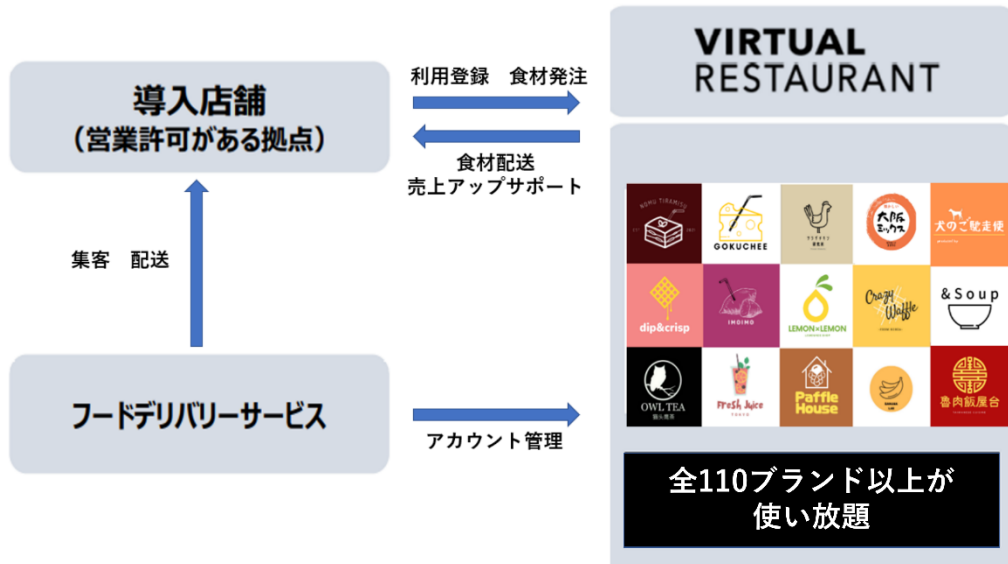 VIRTUAL
RESTAURANT
導入店舗
(営業許可がある拠点)
利用登録 食材発注
食材配送
売上アップサポート
集客 配送
フードデリバリーサービス
アカウント管理
NOMU TIRAMISU
GOKUCHEE
大阪
ミックス
犬のご馳走便
dip&crisp
IMOIMO
LEMON×LEMON
Crazy
Waffle
&Soup
OWL TEA
Fresh Juice
TOKYO
Paffle
House
魯肉飯屋台
全110ブランド以上が
使い放題